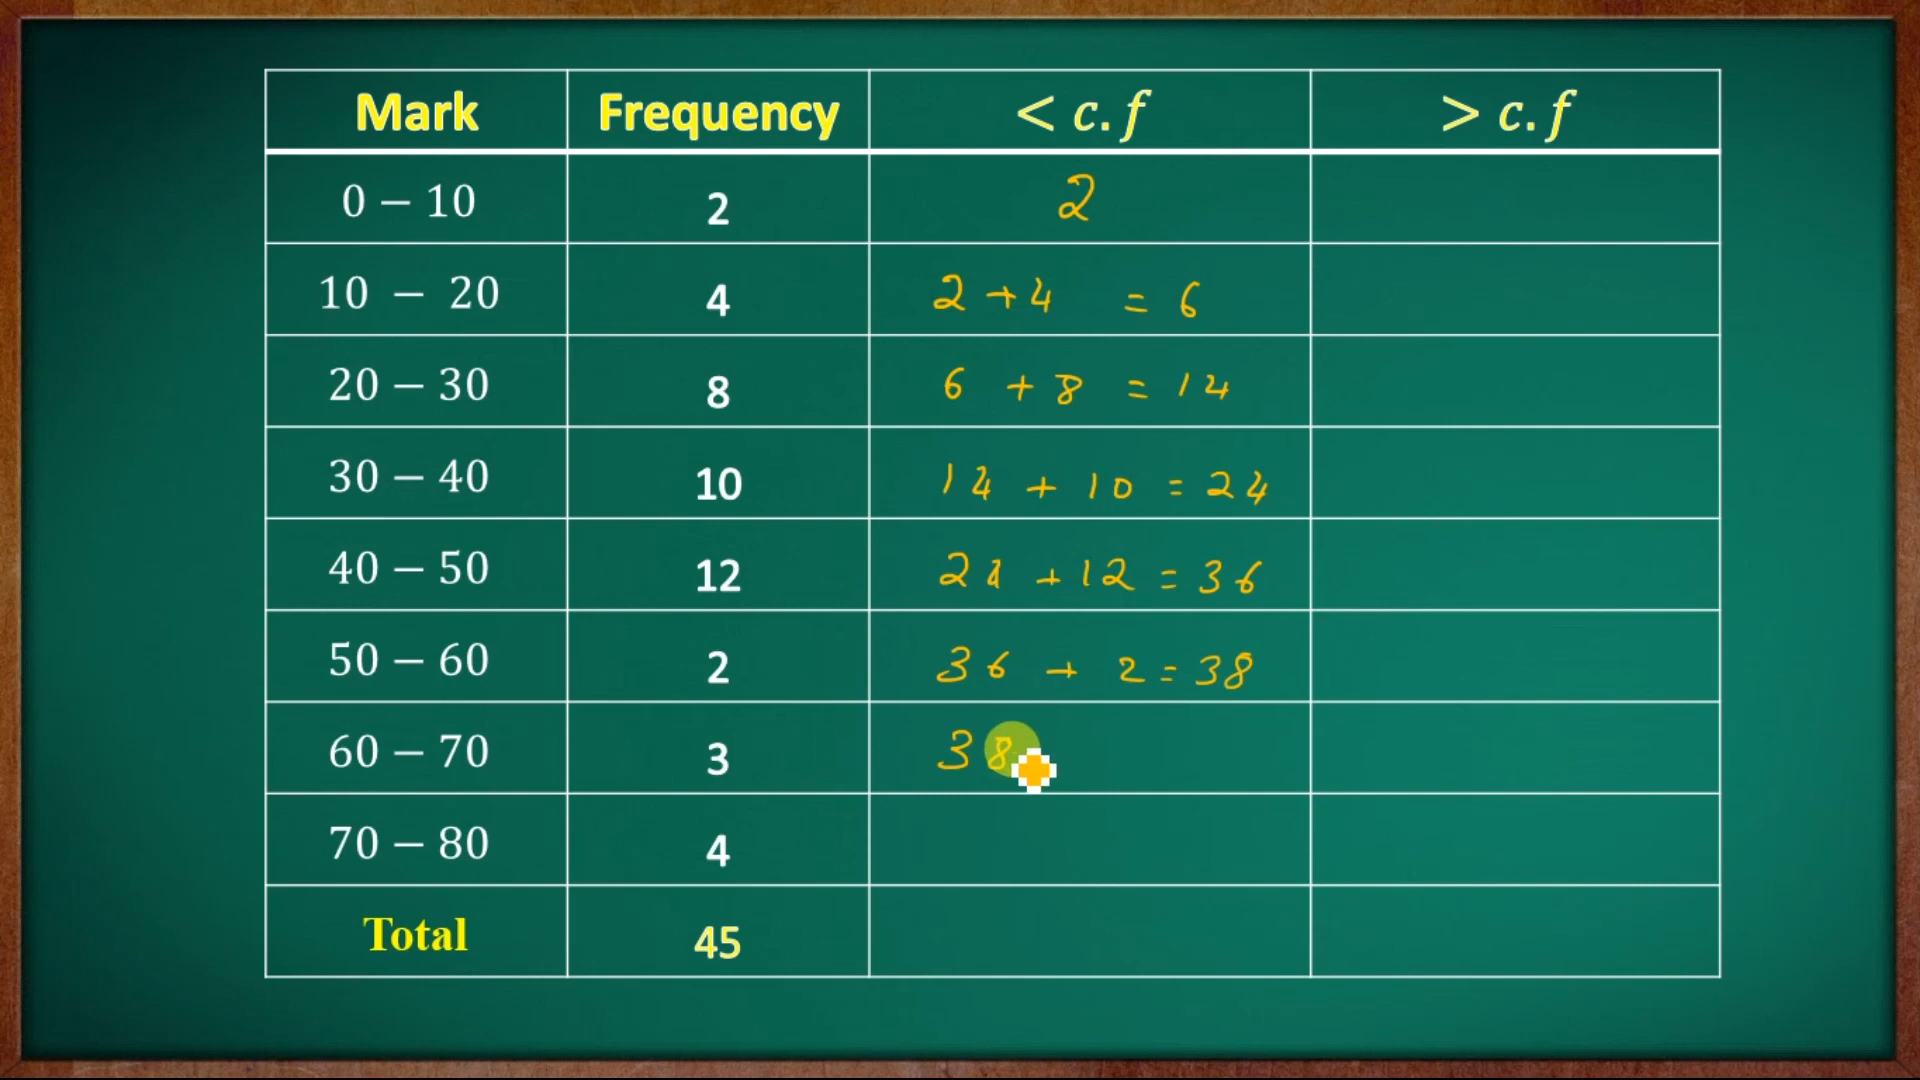 Mark Frequency < c.f > c.f
0 – 10 2 2
10 – 20 4 2 + 4 = 6
20 – 30 8 6 + 8 = 14
30 – 40 10 14 + 10 = 24
40 – 50 12 24 + 12 = 36
50 – 60 2 36 + 2 = 38
60 – 70 3 38
70 – 80 4
Total 45